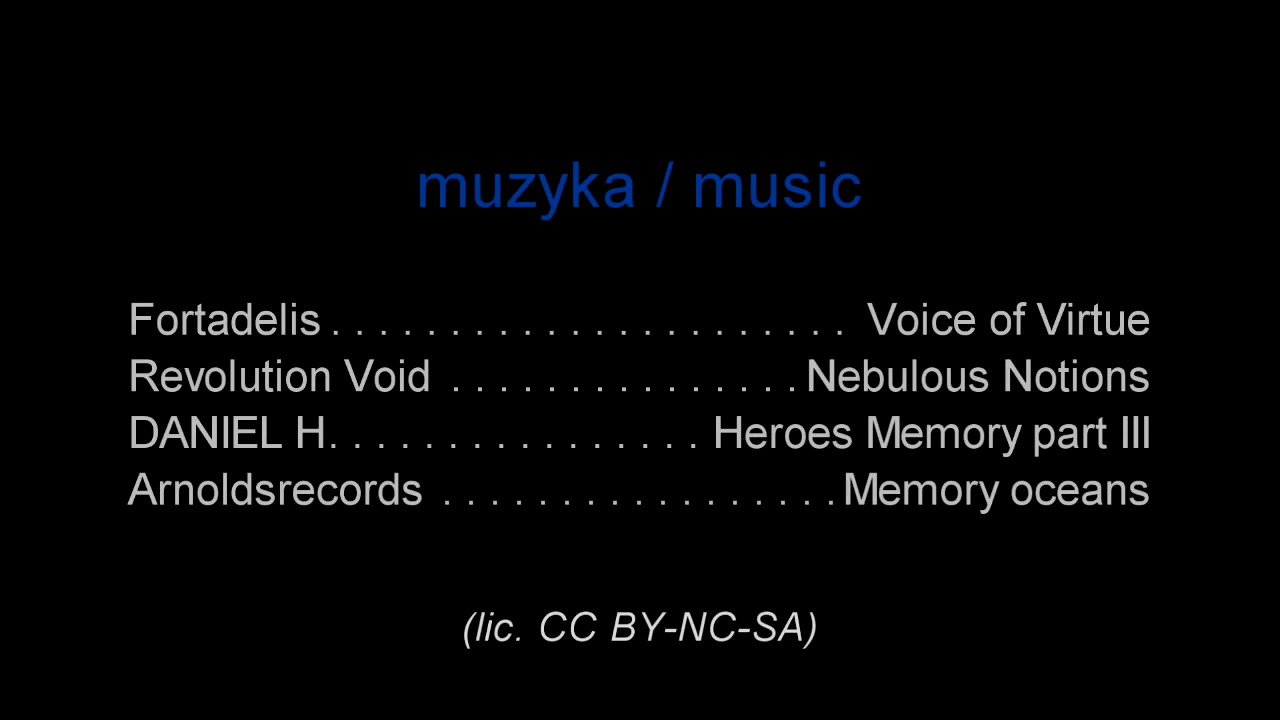 muzyka / music
Fortadelis . . . . . . . . . . . . . . . . . . . . . . Voice of Virtue
Revolution Void . . . . . . . . . . . . . . . Nebulous Notions
DANIEL H. . . . . . . . . . . . . . . . Heroes Memory part III
Arnoldsrecords . . . . . . . . . . . . . . . . . Memory oceans
(lic. CC BY-NC-SA)